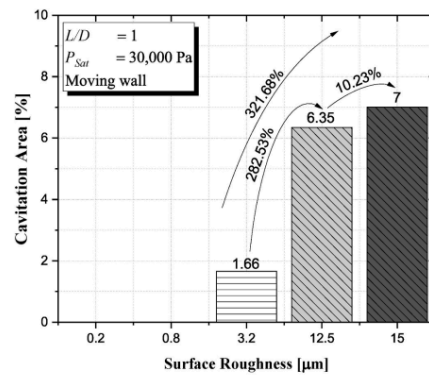 Cavitation Area [%]
10
8
6
4
2
0
L/D = 1
P_Sat = 30,000 Pa
Moving wall
321.68%
282.53%
10.23%
1.66
6.35
7
0.2 0.8 3.2 12.5 15
Surface Roughness [μm]